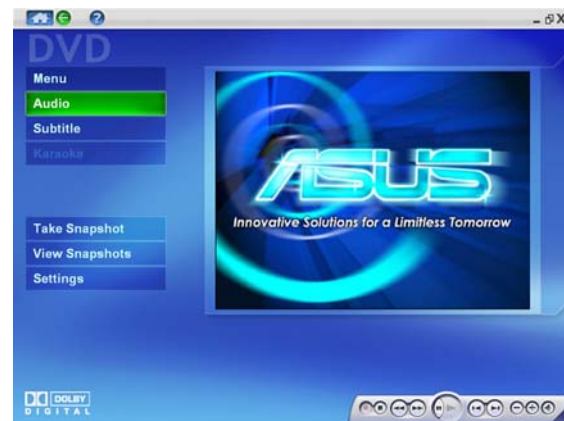 DVD
Menu
Audio
Subtitle
Karaoke
Take Snapshot
View Snapshots
Settings
ASUS
Innovative Solutions for a Limitless Tomorrow
DOLBY
DIGITAL